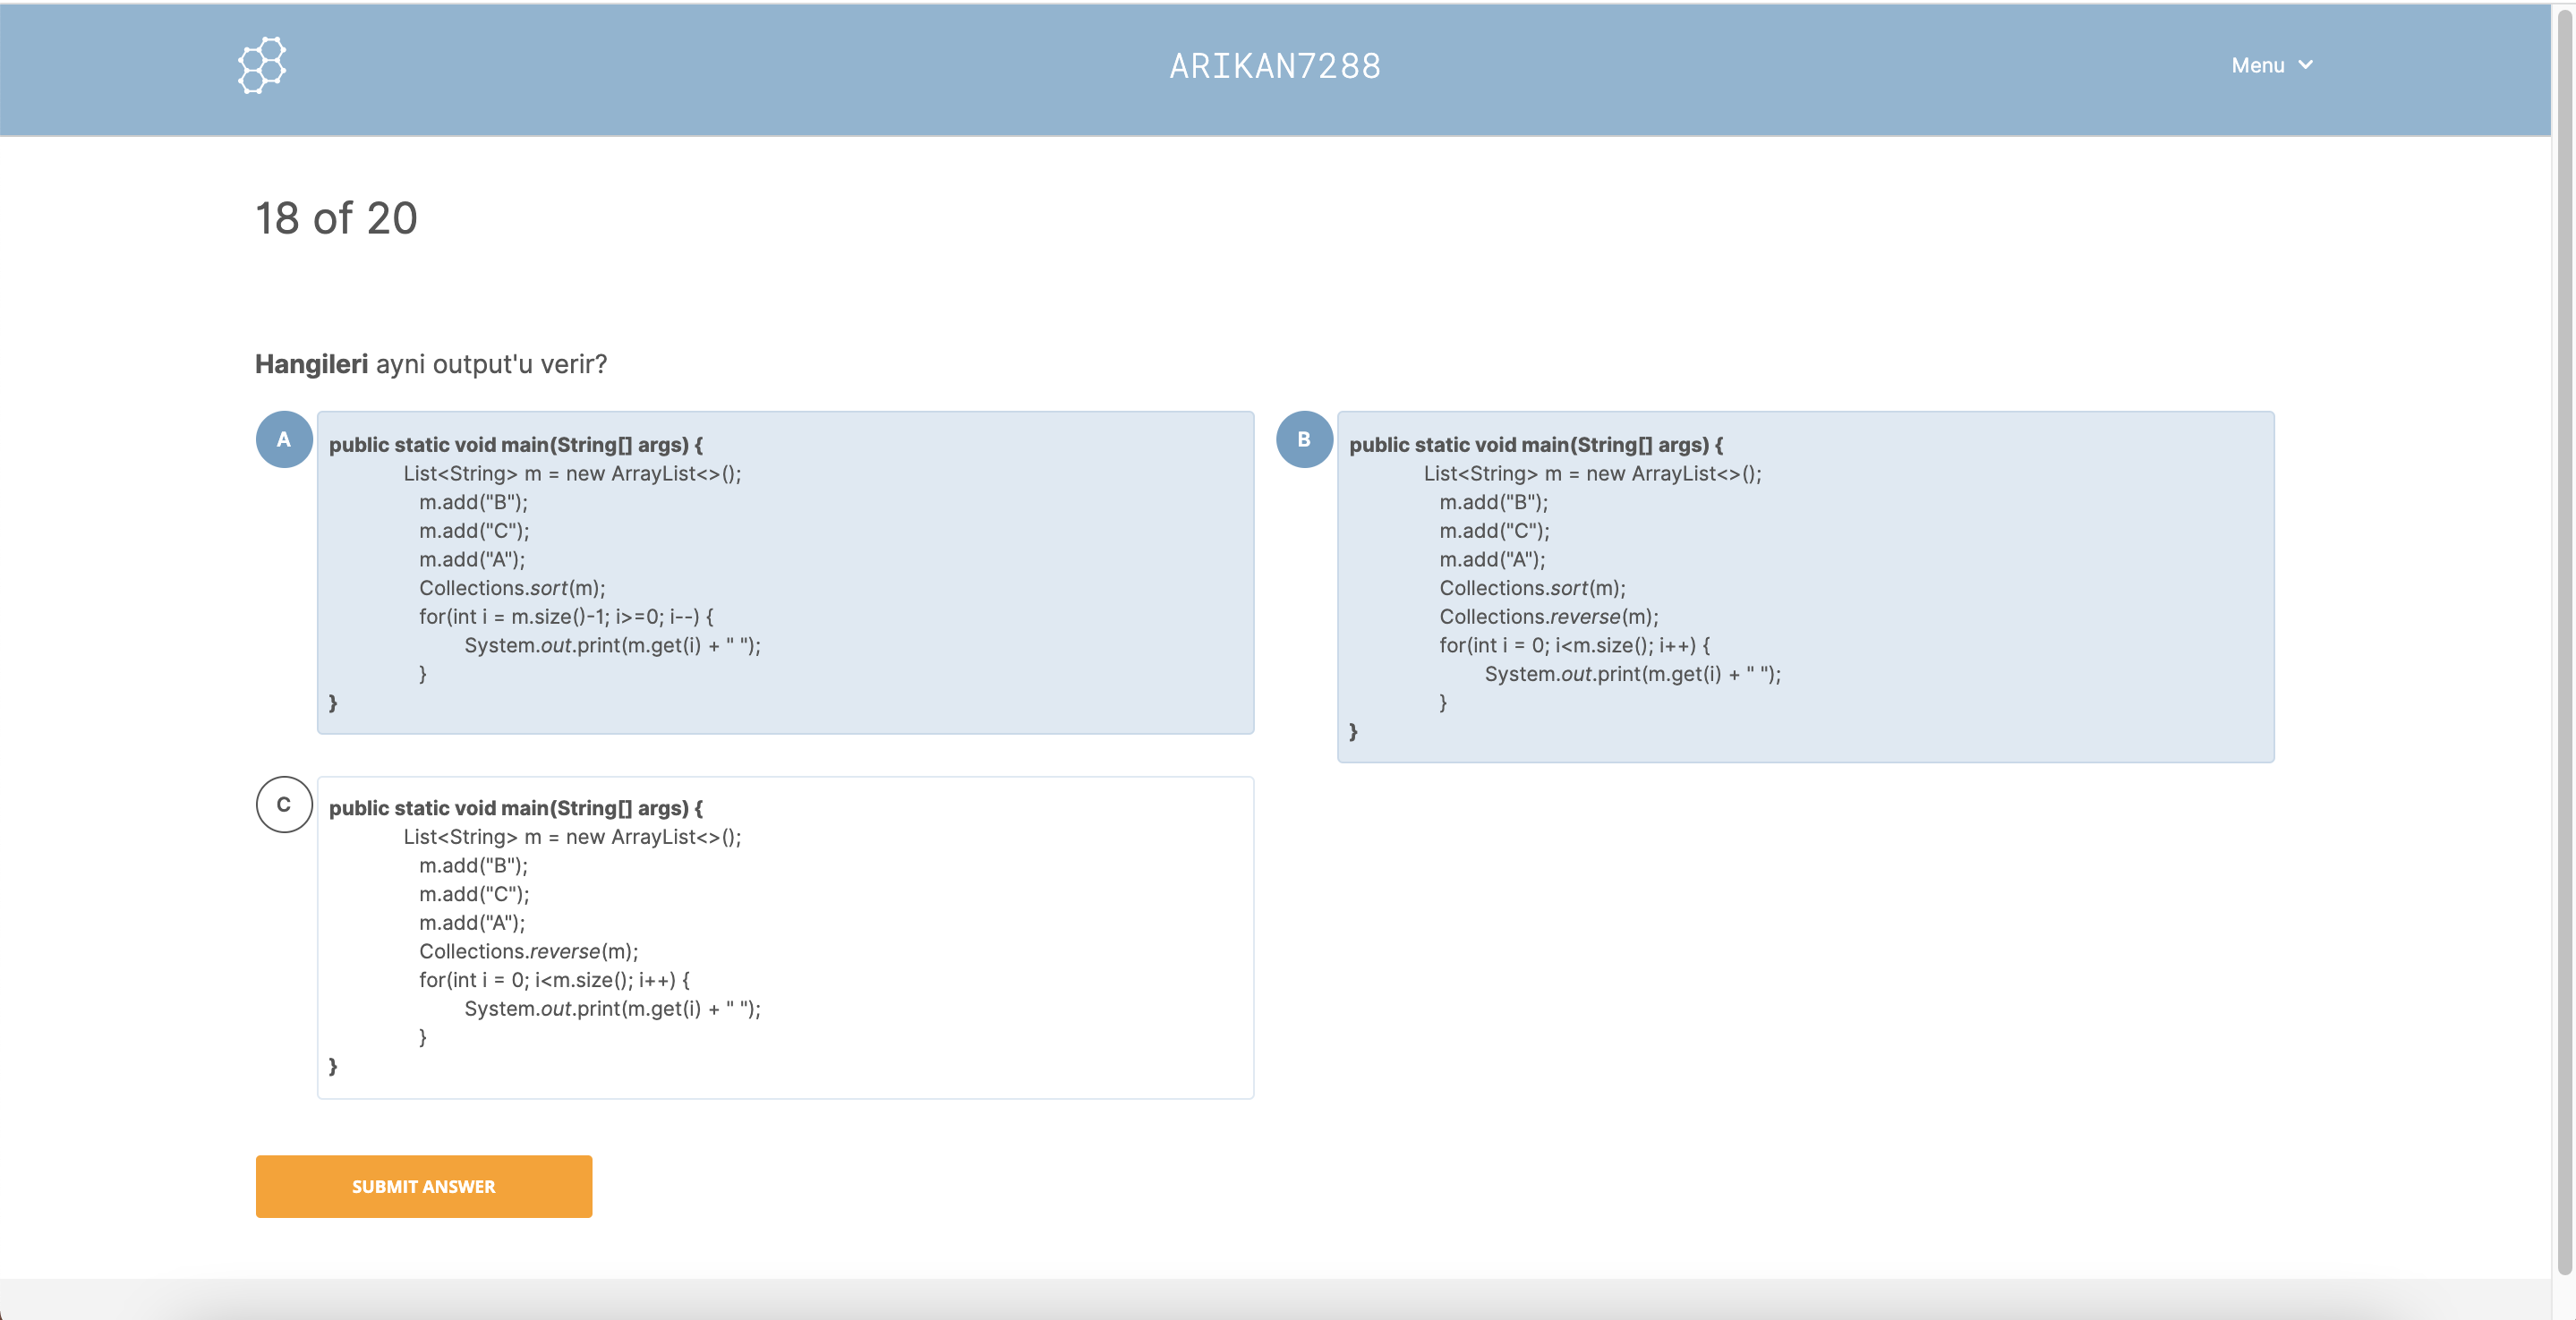 ARIKAN7288
Menu
18 of 20
Hangileri ayni output'u verir?
A
public static void main(String[] args) {
List<String> m = new ArrayList<>();
m.add("B");
m.add("C");
m.add("A");
Collections.sort(m);
for(int i = m.size()-1; i>=0; i--) {
System.out.print(m.get(i) + " ");
}
}
B
public static void main(String[] args) {
List<String> m = new ArrayList<>();
m.add("B");
m.add("C");
m.add("A");
Collections.sort(m);
Collections.reverse(m);
for(int i = 0; i<m.size(); i++) {
System.out.print(m.get(i) + " ");
}
}
C
public static void main(String[] args) {
List<String> m = new ArrayList<>();
m.add("B");
m.add("C");
m.add("A");
Collections.reverse(m);
for(int i = 0; i<m.size(); i++) {
System.out.print(m.get(i) + " ");
}
}
SUBMIT ANSWER